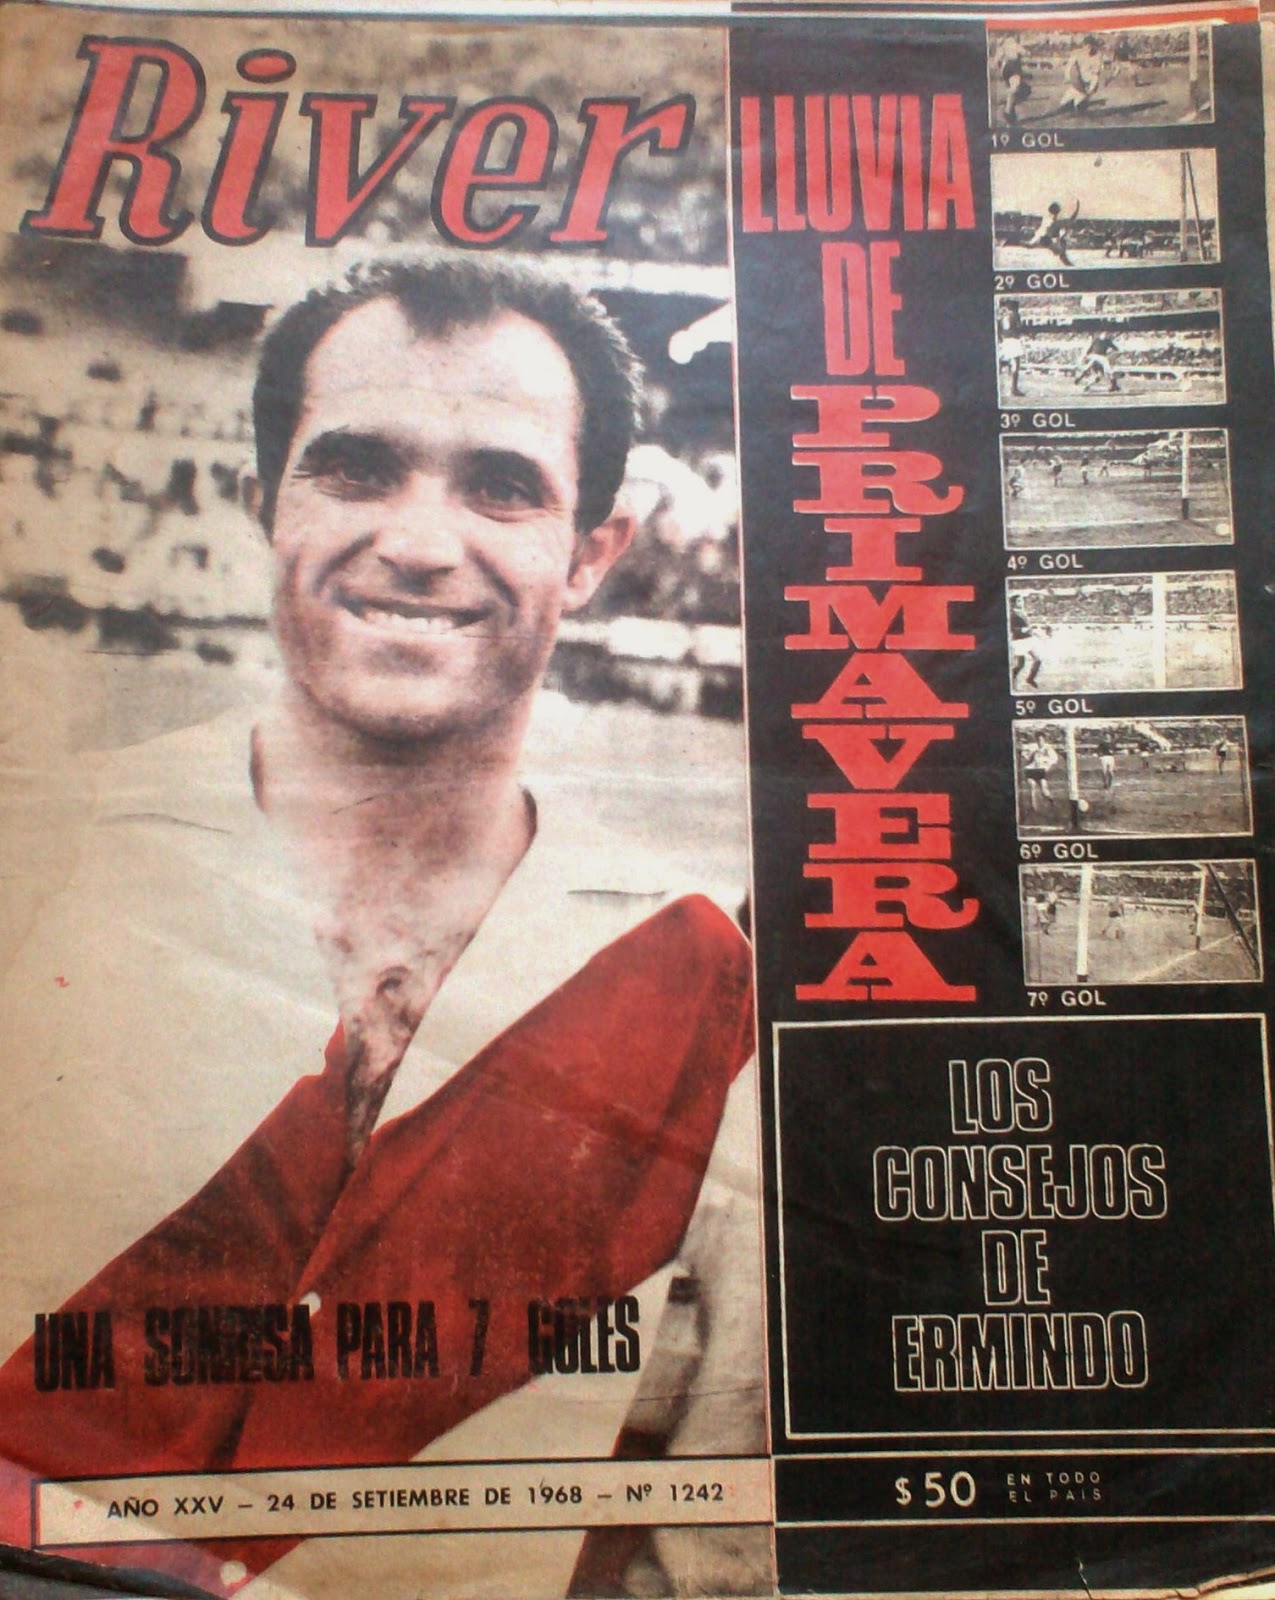 River
UNA SONRISA PARA 7 GOLES
AÑO XXV — 24 DE SETIEMBRE DE 1968 — Nº 1242
LLUVIA
DE
PRIMAVERA
1º GOL
2º GOL
3º GOL
4º GOL
5º GOL
6º GOL
7º GOL
LOS
CONSEJOS
DE
ERMINDO
$ 50 EN TODO
EL PAIS